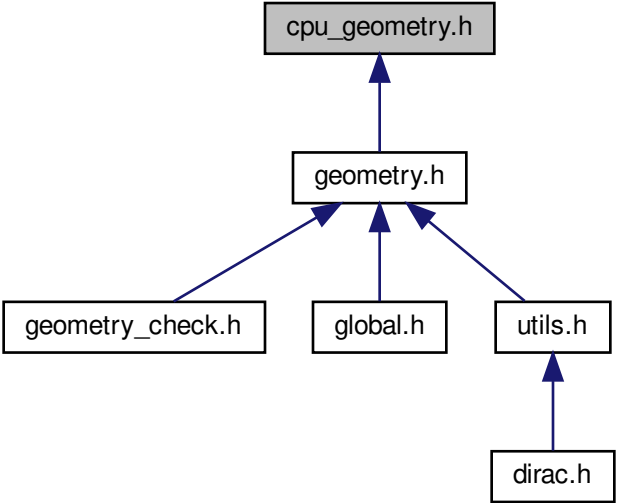 cpu_geometry.h
geometry.h
geometry_check.h
global.h
utils.h
dirac.h